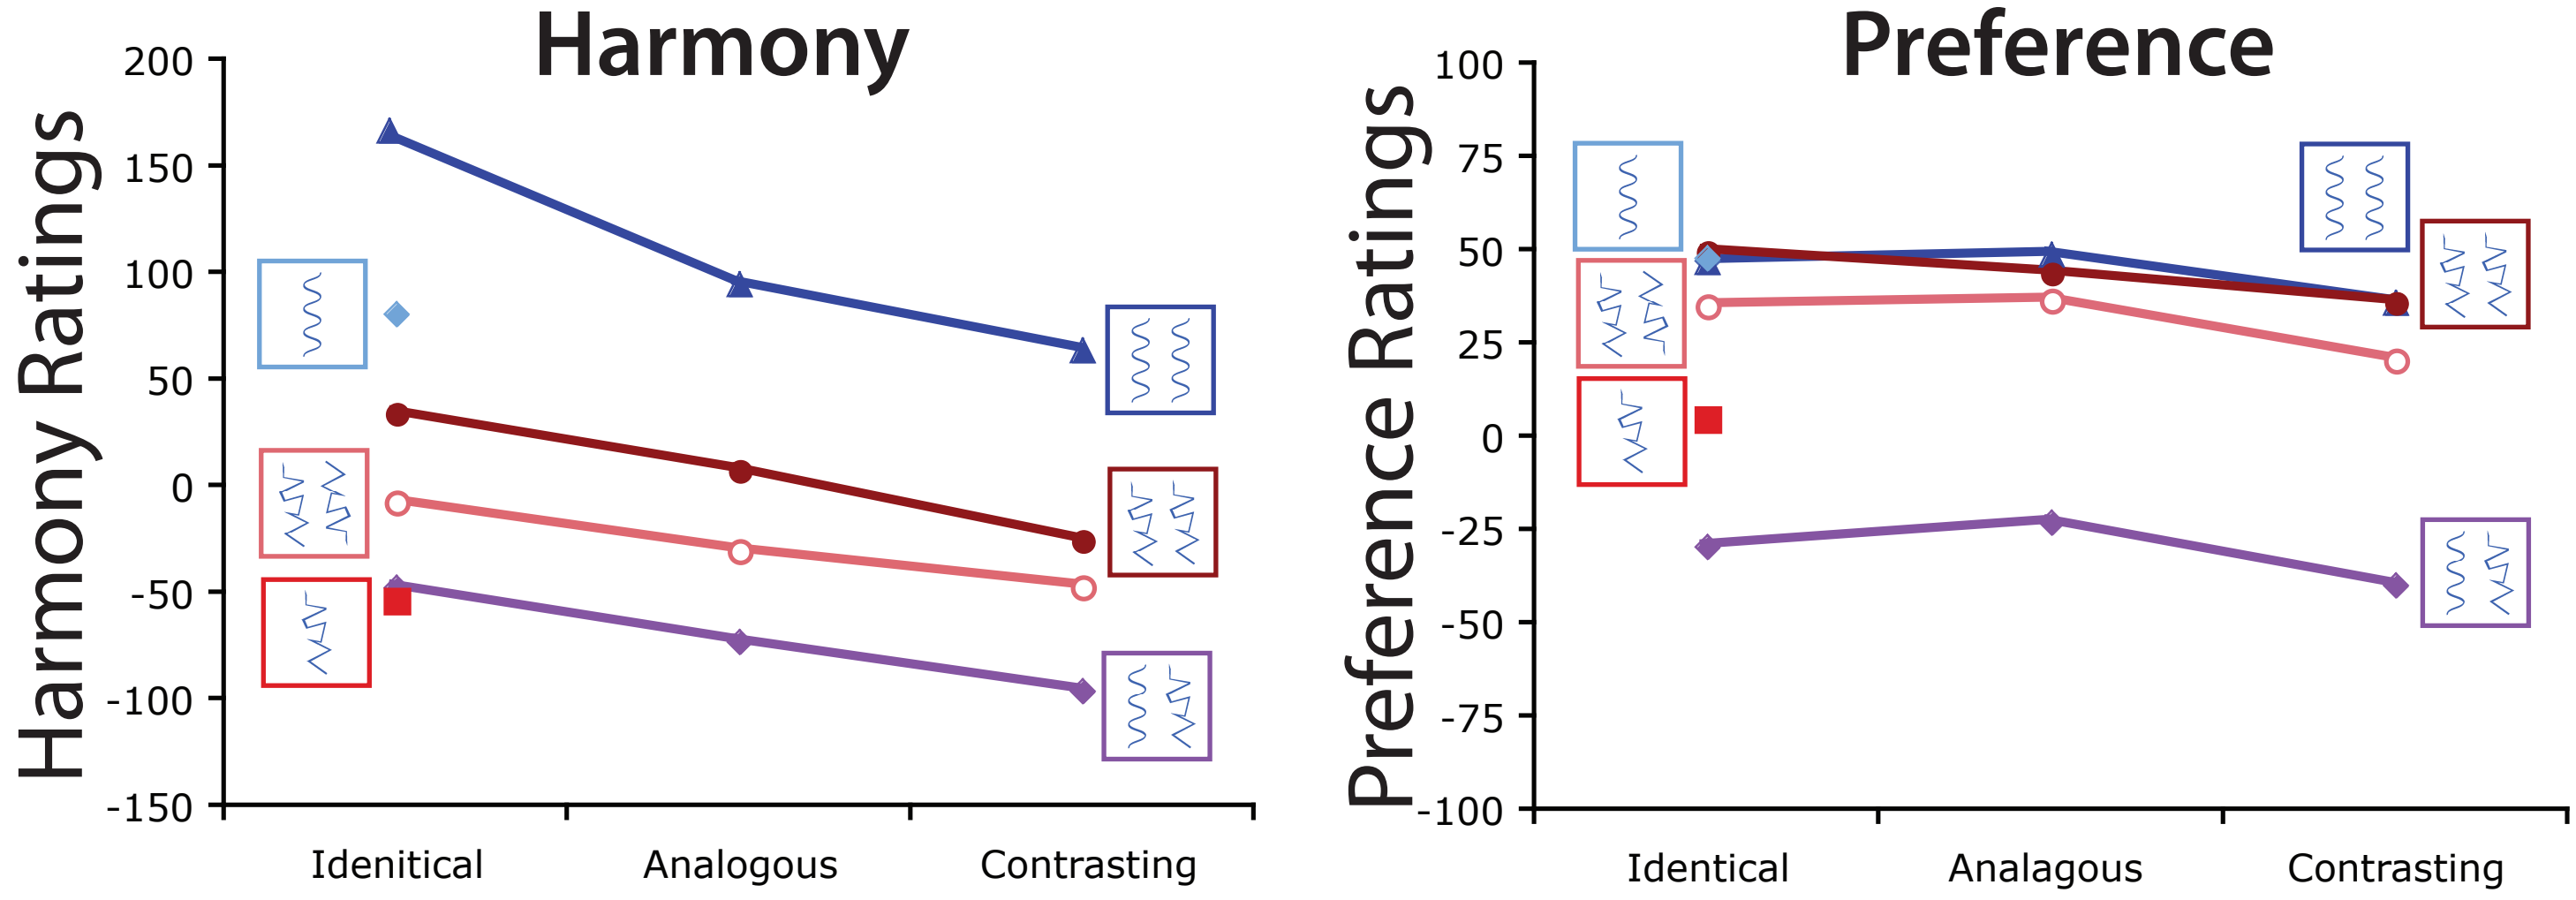 Harmony
Harmony Ratings
200
150
100
50
0
-50
-100
-150
Idenitical
Analogous
Contrasting
Preference
Preference Ratings
100
75
50
25
0
-25
-50
-75
-100
Identical
Analagous
Contrasting